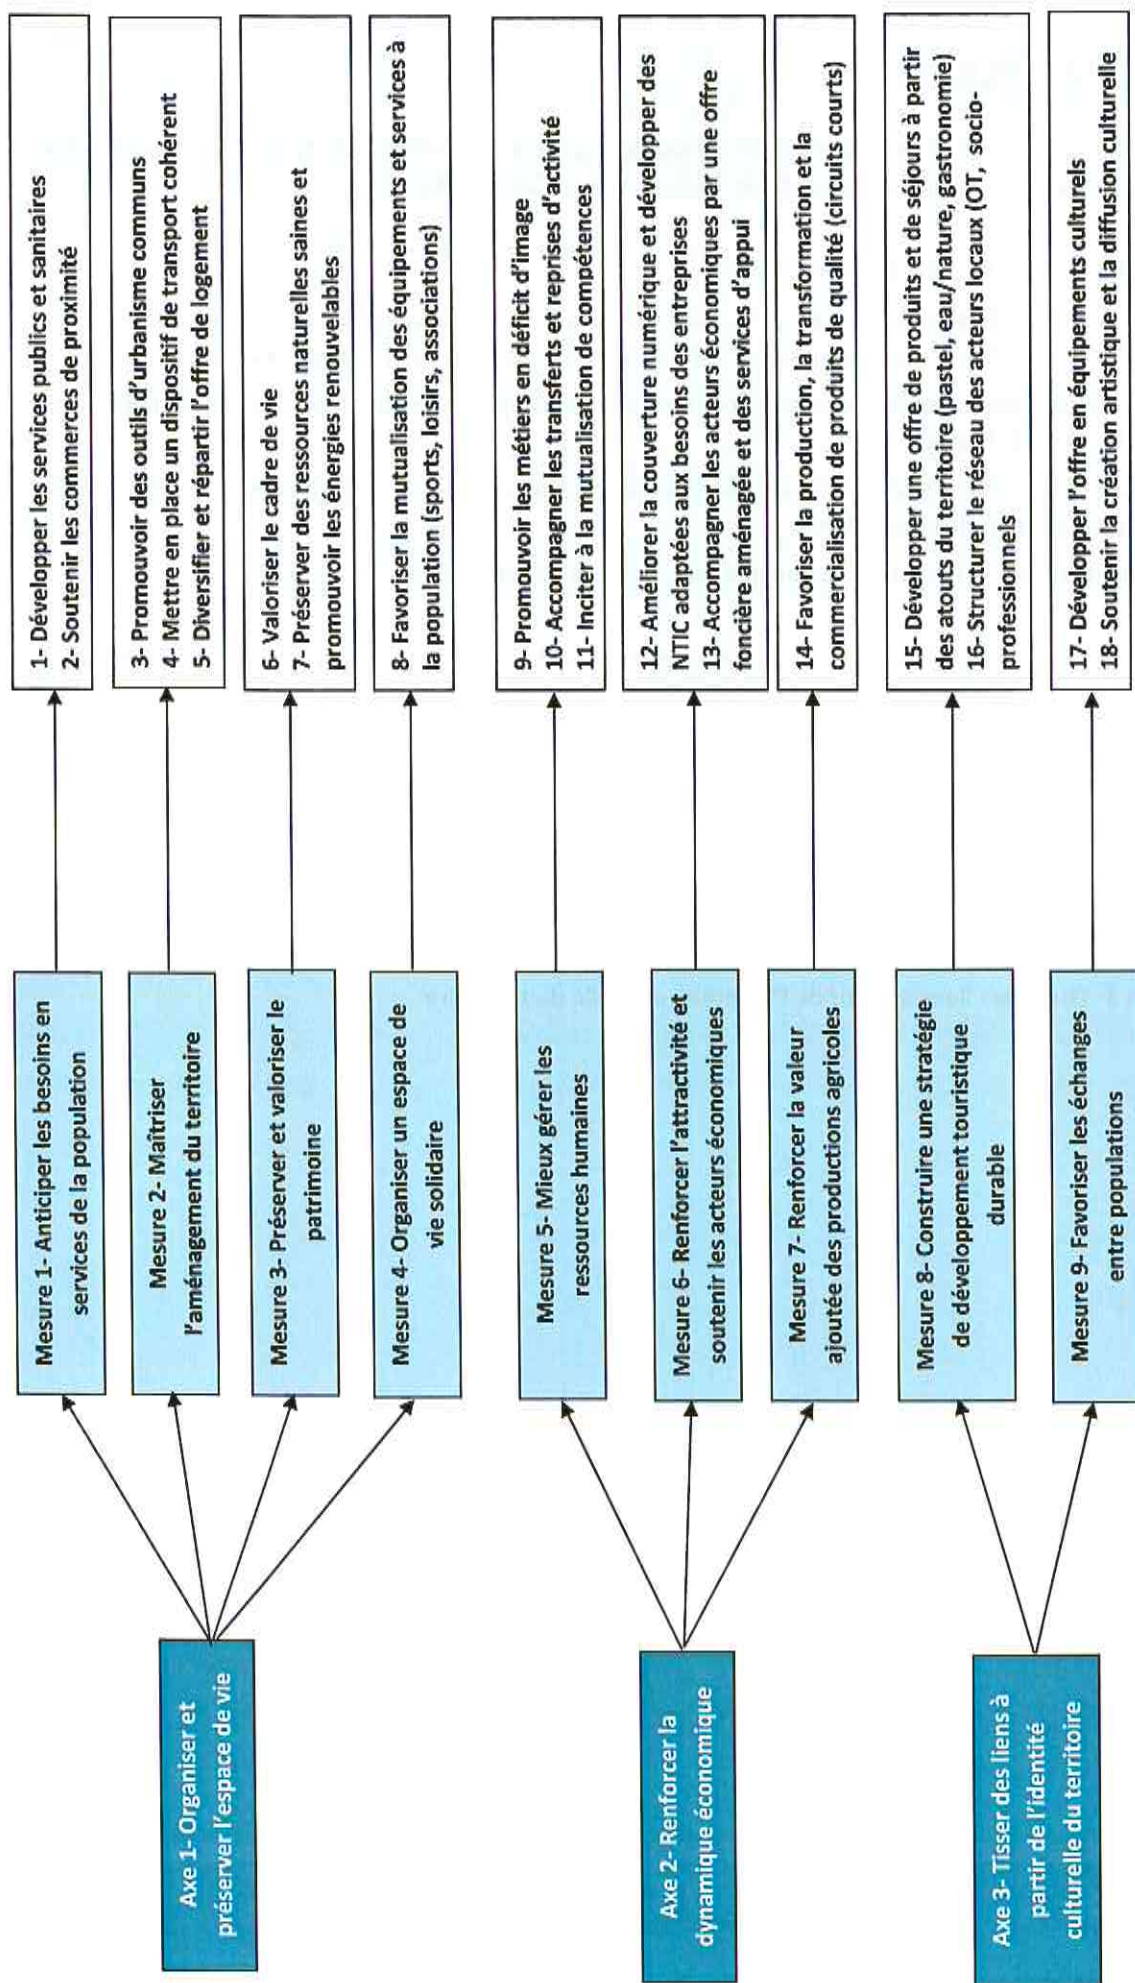 Axe 1- Organiser et
préserver l'espace de vie
Mesure 1- Anticiper les besoins en
services de la population
1- Développer les services publics et sanitaires
2- Soutenir les commerces de proximité
Mesure 2- Maîtriser
l'aménagement du territoire
3- Promouvoir des outils d'urbanisme communs
4- Mettre en place un dispositif de transport cohérent
5- Diversifier et répartir l'offre de logement
Mesure 3- Préserver et valoriser le
patrimoine
6- Valoriser le cadre de vie
7- Préserver des ressources naturelles saines et
promouvoir les énergies renouvelables
Mesure 4- Organiser un espace de
vie solidaire
8- Favoriser la mutualisation des équipements et services à
la population (sports, loisirs, associations)
Axe 2- Renforcer la
dynamique économique
Mesure 5- Mieux gérer les
ressources humaines
9- Promouvoir les métiers en déficit d'image
10- Accompagner les transferts et reprises d'activité
11- Inciter à la mutualisation de compétences
Mesure 6- Renforcer l'attractivité et
soutenir les acteurs économiques
12- Améliorer la couverture numérique et développer des
NTIC adaptées aux besoins des entreprises
13- Accompagner les acteurs économiques par une offre
foncière aménagée et des services d'appui
Mesure 7- Renforcer la valeur
ajoutée des productions agricoles
14- Favoriser la production, la transformation et la
commercialisation de produits de qualité (circuits courts)
Axe 3- Tisser des liens à
partir de l'identité
culturelle du territoire
Mesure 8- Construire une stratégie
de développement touristique
durable
15- Développer une offre de produits et de séjours à partir
des atouts du territoire (pastel, eau/nature, gastronomie)
16- Structurer le réseau des acteurs locaux (OT, socio-
professionnels
Mesure 9- Favoriser les échanges
entre populations
17- Développer l'offre en équipements culturels
18- Soutenir la création artistique et la diffusion culturelle